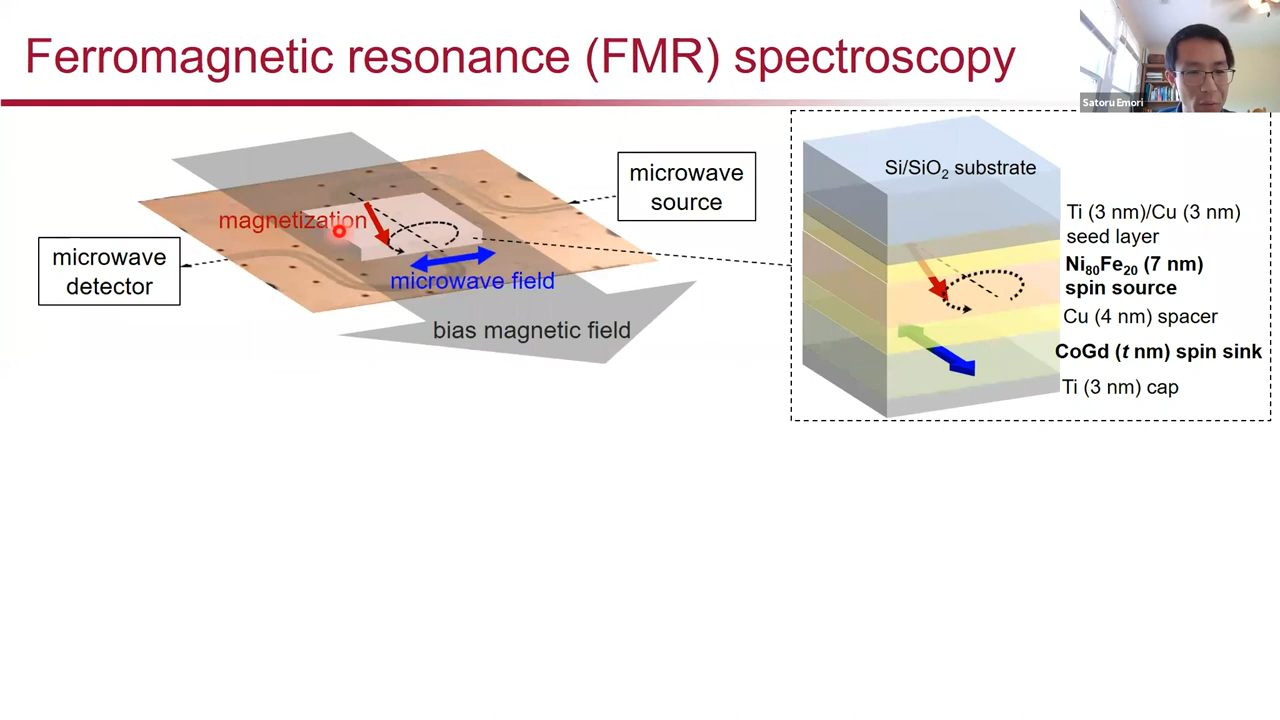 Ferromagnetic resonance (FMR) spectroscopy
Satoru Emori
microwave
source
magnetization
microwave
detector
microwave field
bias magnetic field
Si/SiO₂ substrate
Ti (3 nm)/Cu (3 nm)
seed layer
Ni₈₀Fe₂₀ (7 nm)
spin source
Cu (4 nm) spacer
CoGd (t nm) spin sink
Ti (3 nm) cap